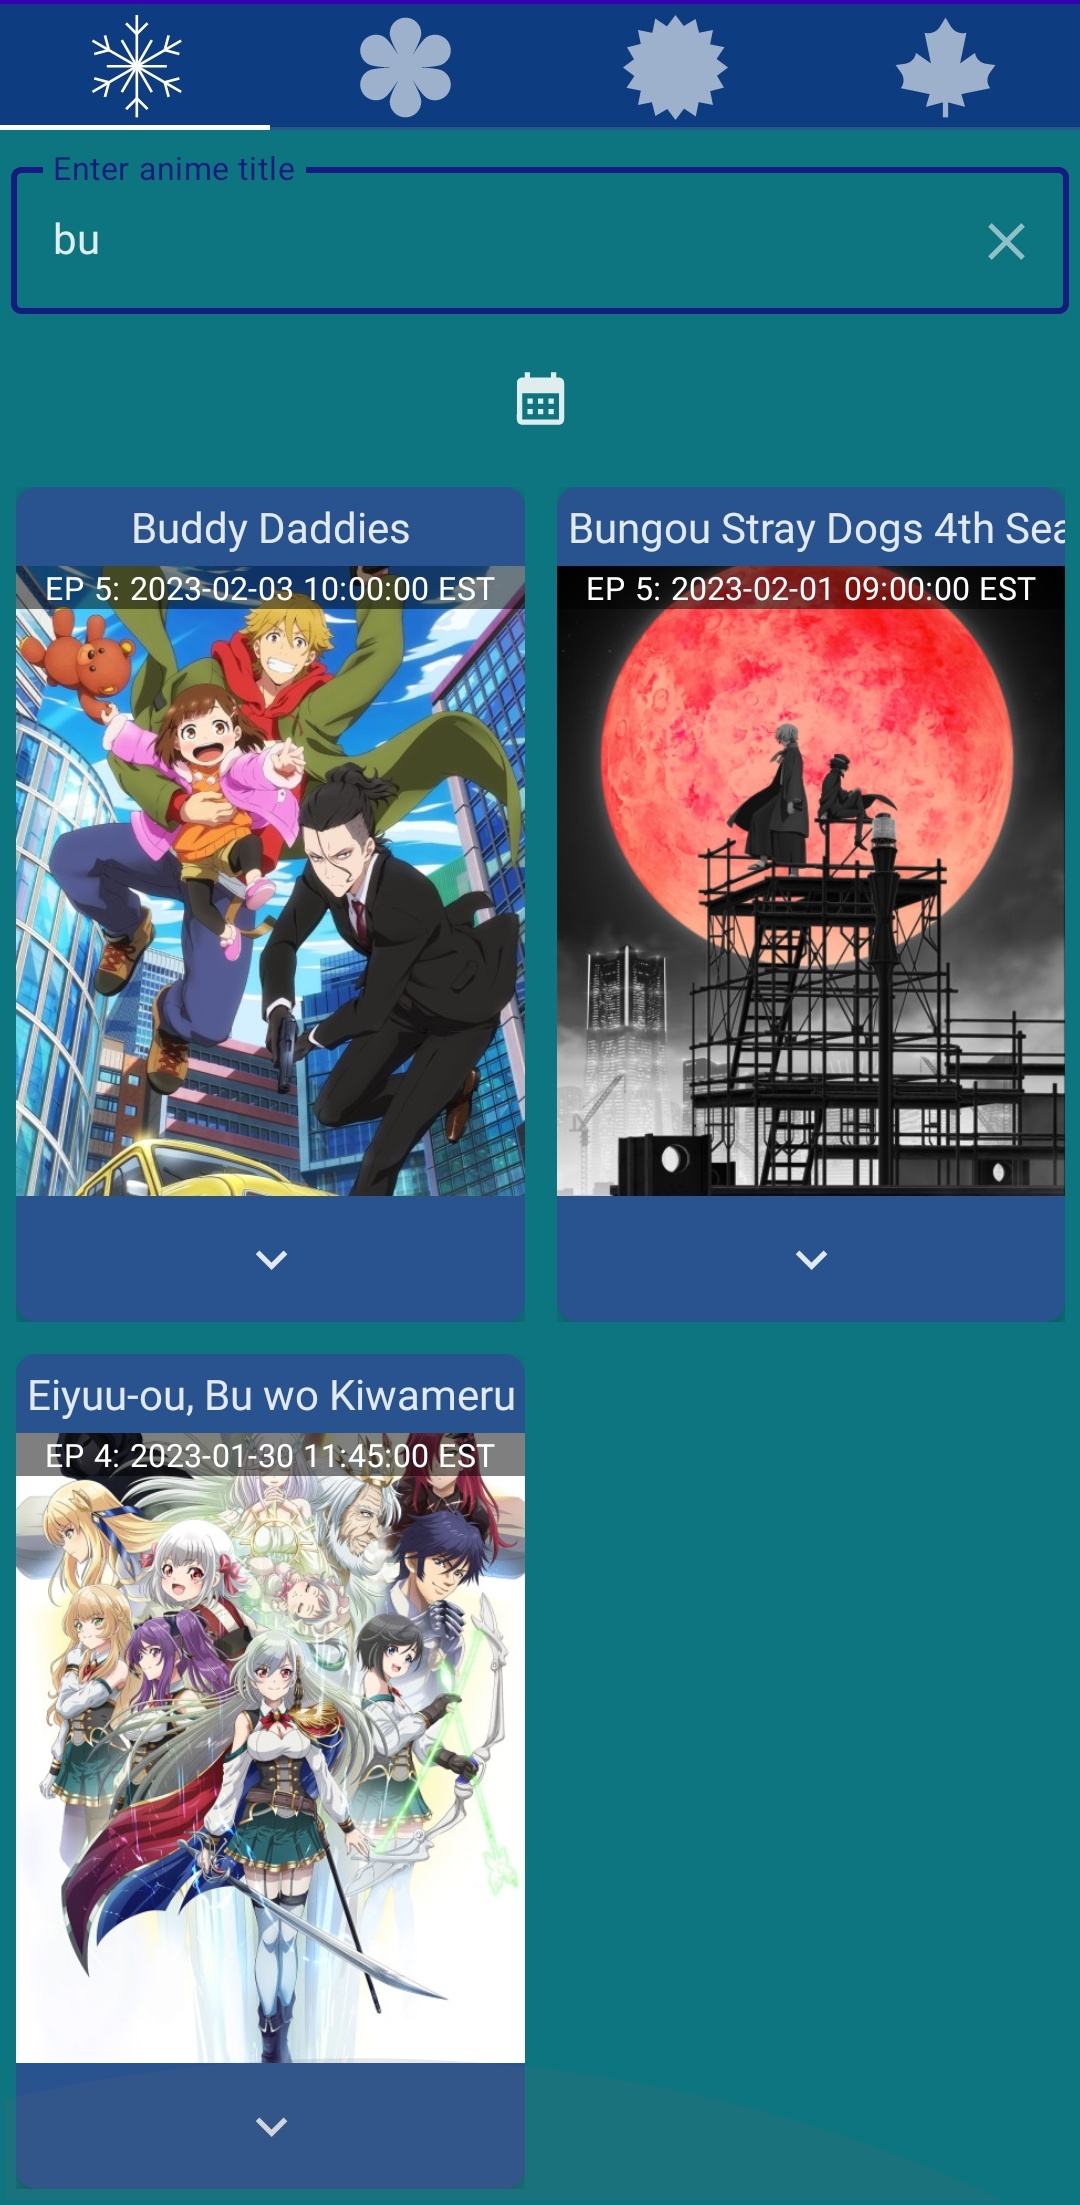 Enter anime title
bu
Buddy Daddies
EP 5: 2023-02-03 10:00:00 EST
Bungou Stray Dogs 4th Sea
EP 5: 2023-02-01 09:00:00 EST
Eiyuu-ou, Bu wo Kiwameru
EP 4: 2023-01-30 11:45:00 EST